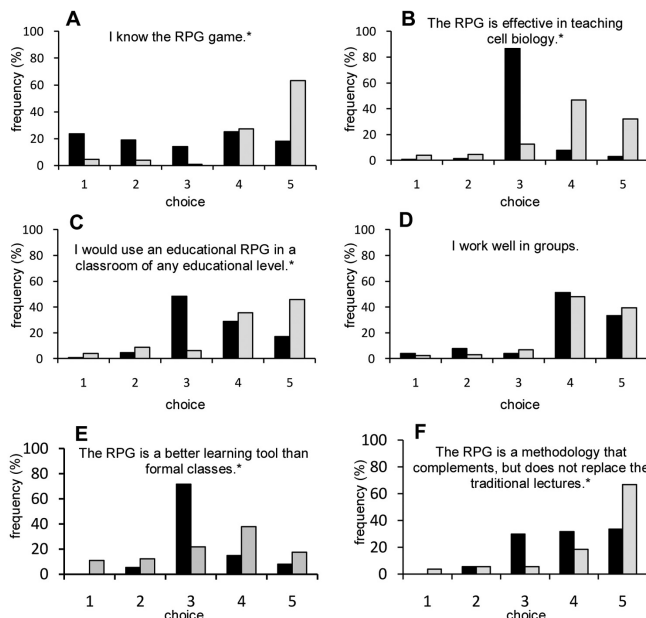 A
I know the RPG game.*
frequency (%)
100
80
60
40
20
0
1 2 3 4 5
choice
B
The RPG is effective in teaching
cell biology.*
frequency (%)
100
80
60
40
20
0
1 2 3 4 5
choice
C
I would use an educational RPG in a
classroom of any educational level.*
frequency (%)
100
80
60
40
20
0
1 2 3 4 5
choice
D
I work well in groups.
frequency (%)
100
80
60
40
20
0
1 2 3 4 5
choice
E
The RPG is a better learning tool than
formal classes.*
frequency (%)
100
80
60
40
20
0
1 2 3 4 5
choice
F
The RPG is a methodology that
complements, but does not replace the
traditional lectures.*
frequency (%)
100
80
60
40
20
0
1 2 3 4 5
choice